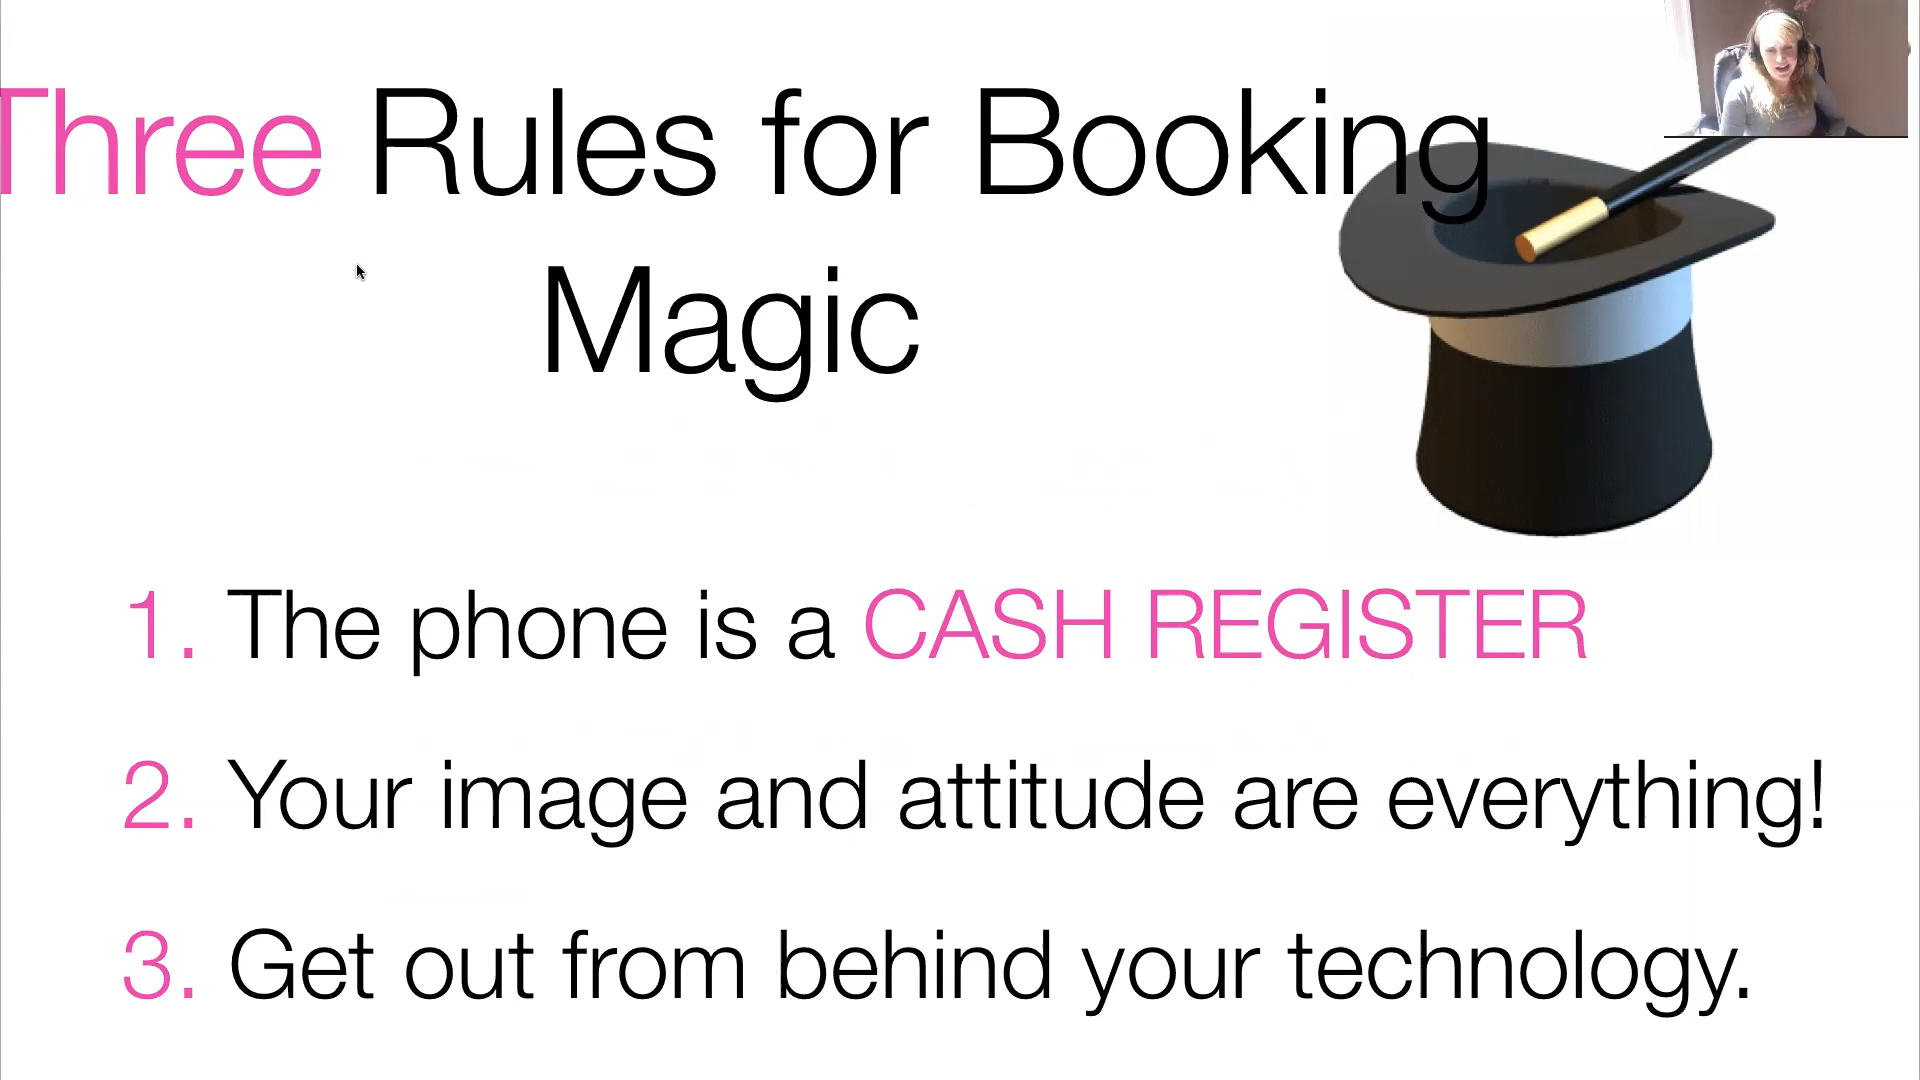 Three Rules for Booking
Magic
1. The phone is a CASH REGISTER
2. Your image and attitude are everything!
3. Get out from behind your technology.